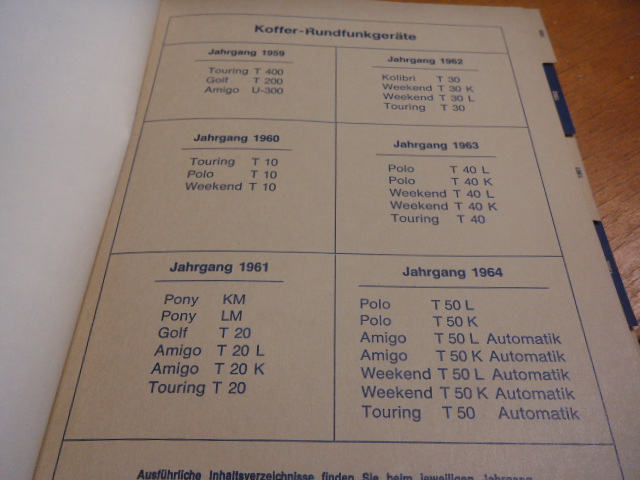 Koffer-Rundfunkgeräte
Jahrgang 1959
Touring T 400
Golf T 200
Amigo U-300
Jahrgang 1962
Kolibri T 30
Weekend T 30 K
Weekend T 30 L
Touring T 30
Jahrgang 1960
Touring T 10
Polo T 10
Weekend T 10
Jahrgang 1963
Polo T 40 L
Polo T 40 K
Weekend T 40 L
Weekend T 40 K
Touring T 40
Jahrgang 1961
Pony KM
Pony LM
Golf T 20
Amigo T 20 L
Amigo T 20 K
Touring T 20
Jahrgang 1964
Polo T 50 L
Polo T 50 K
Amigo T 50 L Automatik
Amigo T 50 K Automatik
Weekend T 50 L Automatik
Weekend T 50 K Automatik
Touring T 50 Automatik
Ausführliche Inhaltsverzeichnisse finden Sie beim jeweiligen Jahrgang